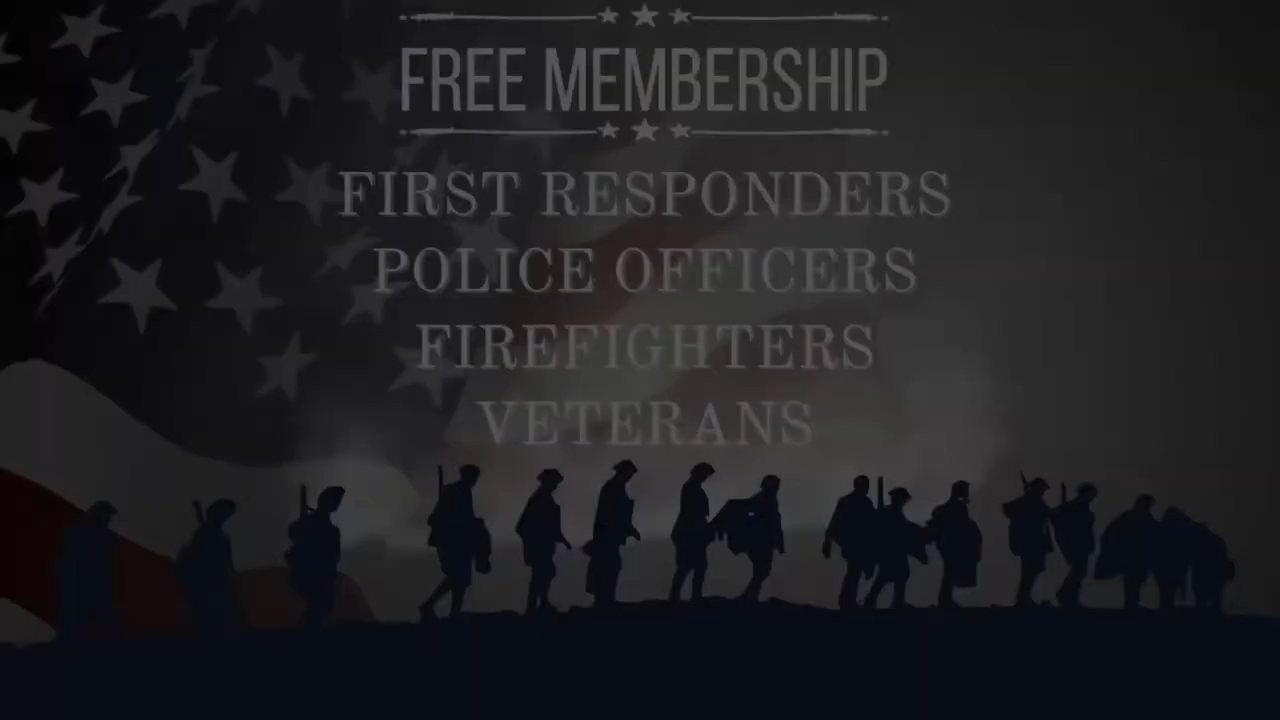 FREE MEMBERSHIP
FIRST RESPONDERS
POLICE OFFICERS
FIREFIGHTERS
VETERANS